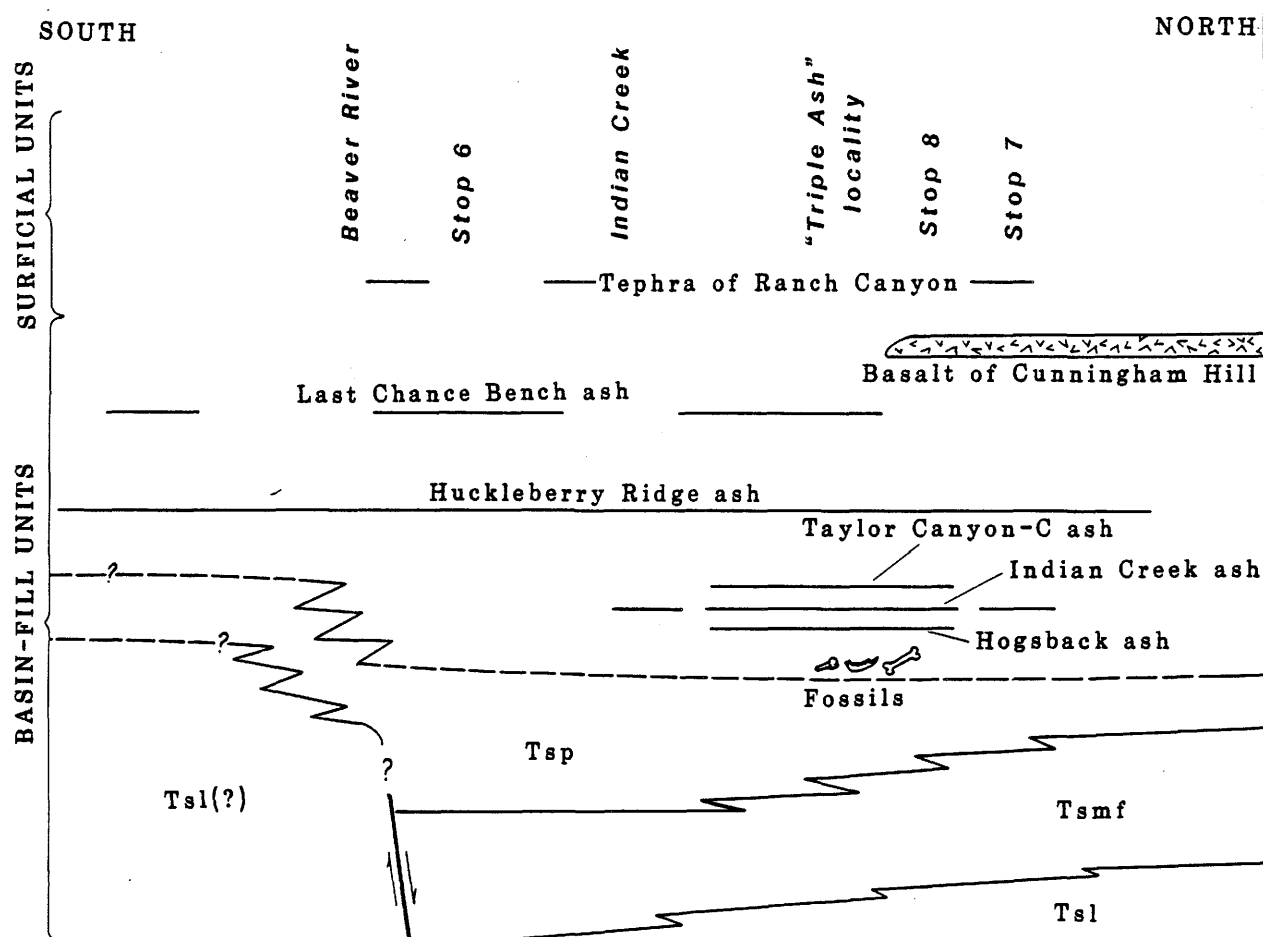 SOUTH
NORTH
SURFICIAL UNITS
Beaver River
Stop 6
Indian Creek
"Triple Ash"
locality
Stop 8
Stop 7
Tephra of Ranch Canyon
Basalt of Cunningham Hill
Last Chance Bench ash
BASIN-FILL UNITS
Huckleberry Ridge ash
Taylor Canyon-C ash
Indian Creek ash
Hogsback ash
?
?
Fossils
Tsp
?
Tsl(?)
Tsmf
Tsl